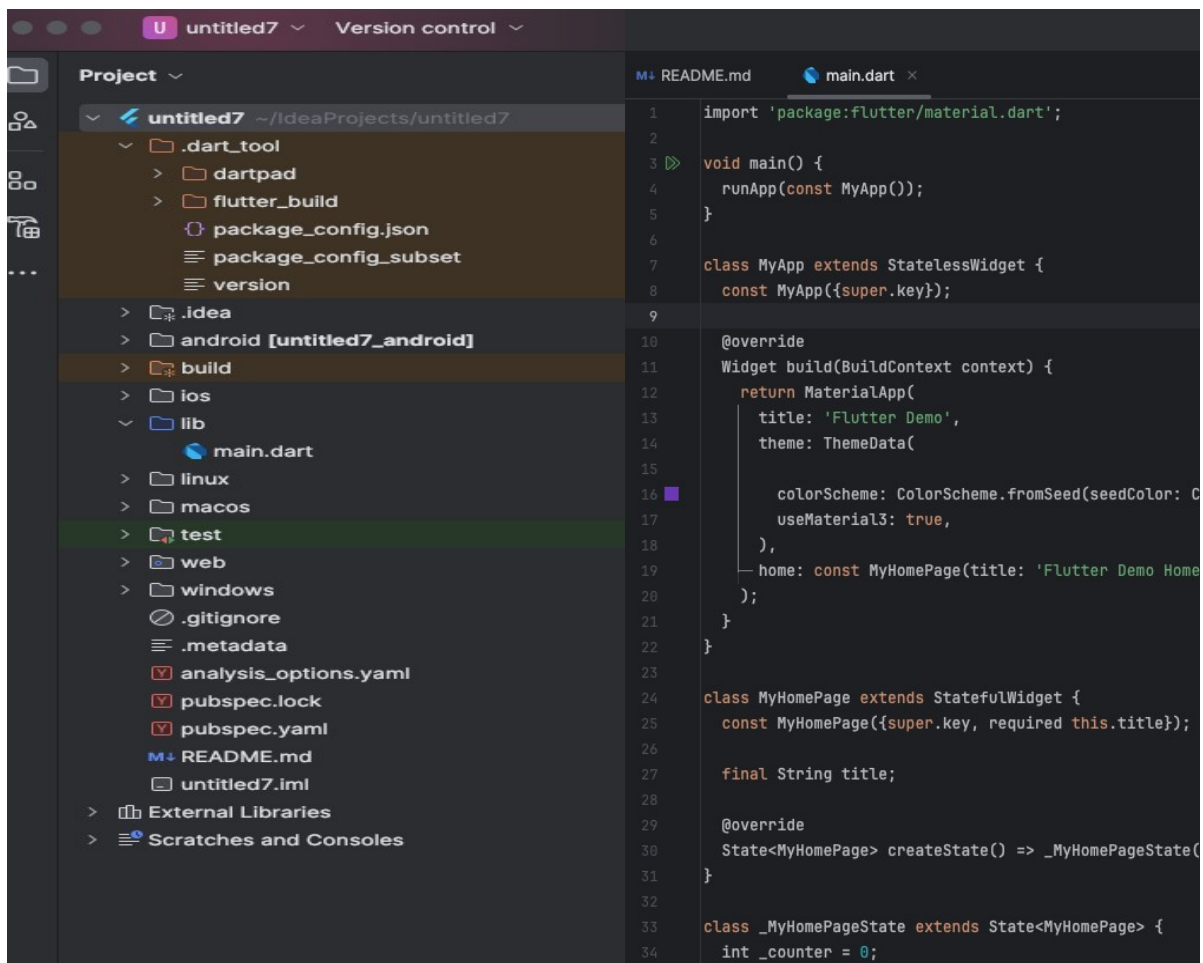 U untitled7 Version control
Project
untitled7 ~/IdeaProjects/untitled7
.dart_tool
dartpad
flutter_build
package_config.json
package_config_subset
version
.idea
android [untitled7_android]
build
ios
lib
main.dart
linux
macos
test
web
windows
.gitignore
.metadata
analysis_options.yaml
pubspec.lock
pubspec.yaml
M↓ README.md
untitled7.iml
External Libraries
Scratches and Consoles
M↓ README.md main.dart ×
1 import 'package:flutter/material.dart';
2
3 void main() {
4 runApp(const MyApp());
5 }
6
7 class MyApp extends StatelessWidget {
8 const MyApp({super.key});
9
10 @override
11 Widget build(BuildContext context) {
12 return MaterialApp(
13 title: 'Flutter Demo',
14 theme: ThemeData(
15
16 colorScheme: ColorScheme.fromSeed(seedColor: C
17 useMaterial3: true,
18 ),
19 home: const MyHomePage(title: 'Flutter Demo Home
20 );
21 }
22 }
23
24 class MyHomePage extends StatefulWidget {
25 const MyHomePage({super.key, required this.title});
26
27 final String title;
28
29 @override
30 State<MyHomePage> createState() => _MyHomePageState(
31 }
32
33 class _MyHomePageState extends State<MyHomePage> {
34 int _counter = 0;